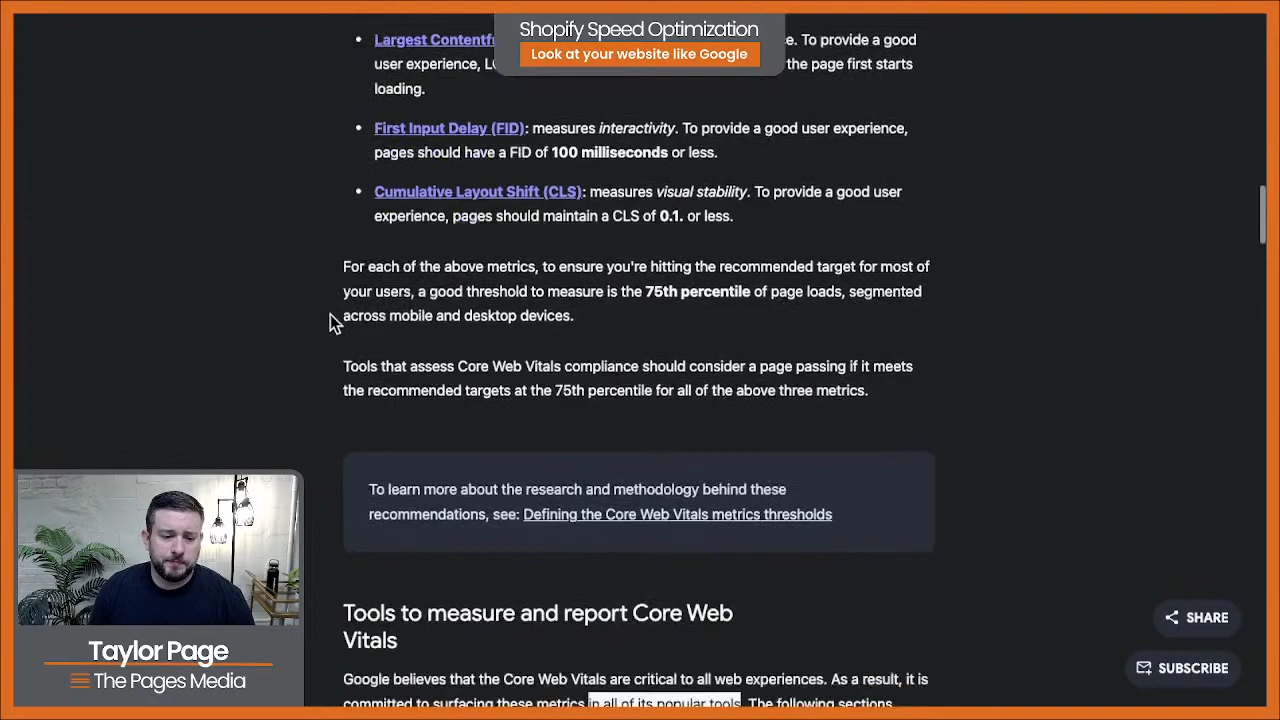 Shopify Speed Optimization
Look at your website like Google
Largest Contentf
e. To provide a good
user experience, L
the page first starts
loading.
First Input Delay (FID): measures interactivity. To provide a good user experience,
pages should have a FID of 100 milliseconds or less.
Cumulative Layout Shift (CLS): measures visual stability. To provide a good user
experience, pages should maintain a CLS of 0.1. or less.
For each of the above metrics, to ensure you're hitting the recommended target for most of
your users, a good threshold to measure is the 75th percentile of page loads, segmented
across mobile and desktop devices.
Tools that assess Core Web Vitals compliance should consider a page passing if it meets
the recommended targets at the 75th percentile for all of the above three metrics.
To learn more about the research and methodology behind these
recommendations, see: Defining the Core Web Vitals metrics thresholds
Tools to measure and report Core Web
Vitals
Google believes that the Core Web Vitals are critical to all web experiences. As a result, it is
committed to surfacing these metrics in all of its popular tools. The following sections
SHARE
SUBSCRIBE
Taylor Page
The Pages Media